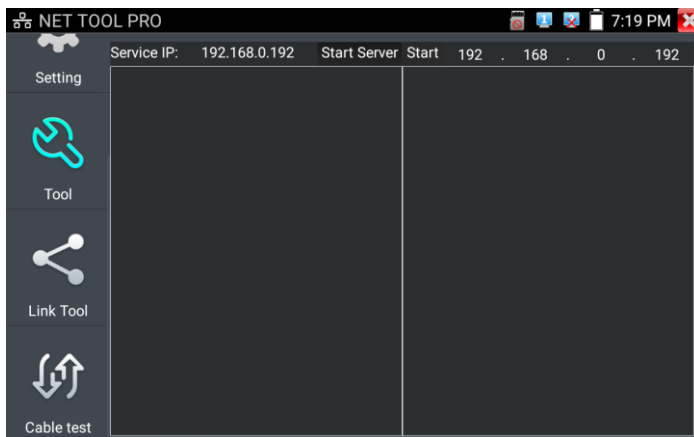 NET TOOL PRO 7:19 PM
Service IP: 192.168.0.192 Start Server Start 192 . 168 . 0 . 192
Setting
Tool
Link Tool
Cable test